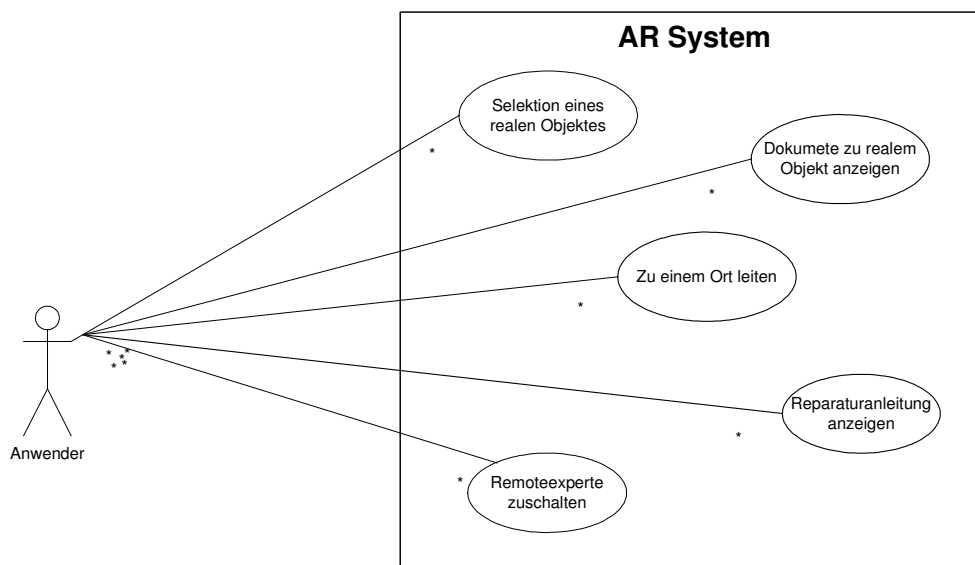 AR System
Selektion eines
realen Objektes
*
Dokumete zu realem
Objekt anzeigen
*
Zu einem Ort leiten
*
* * * * *
Reparaturanleitung
anzeigen
*
Anwender
Remoteexperte
zuschalten
*